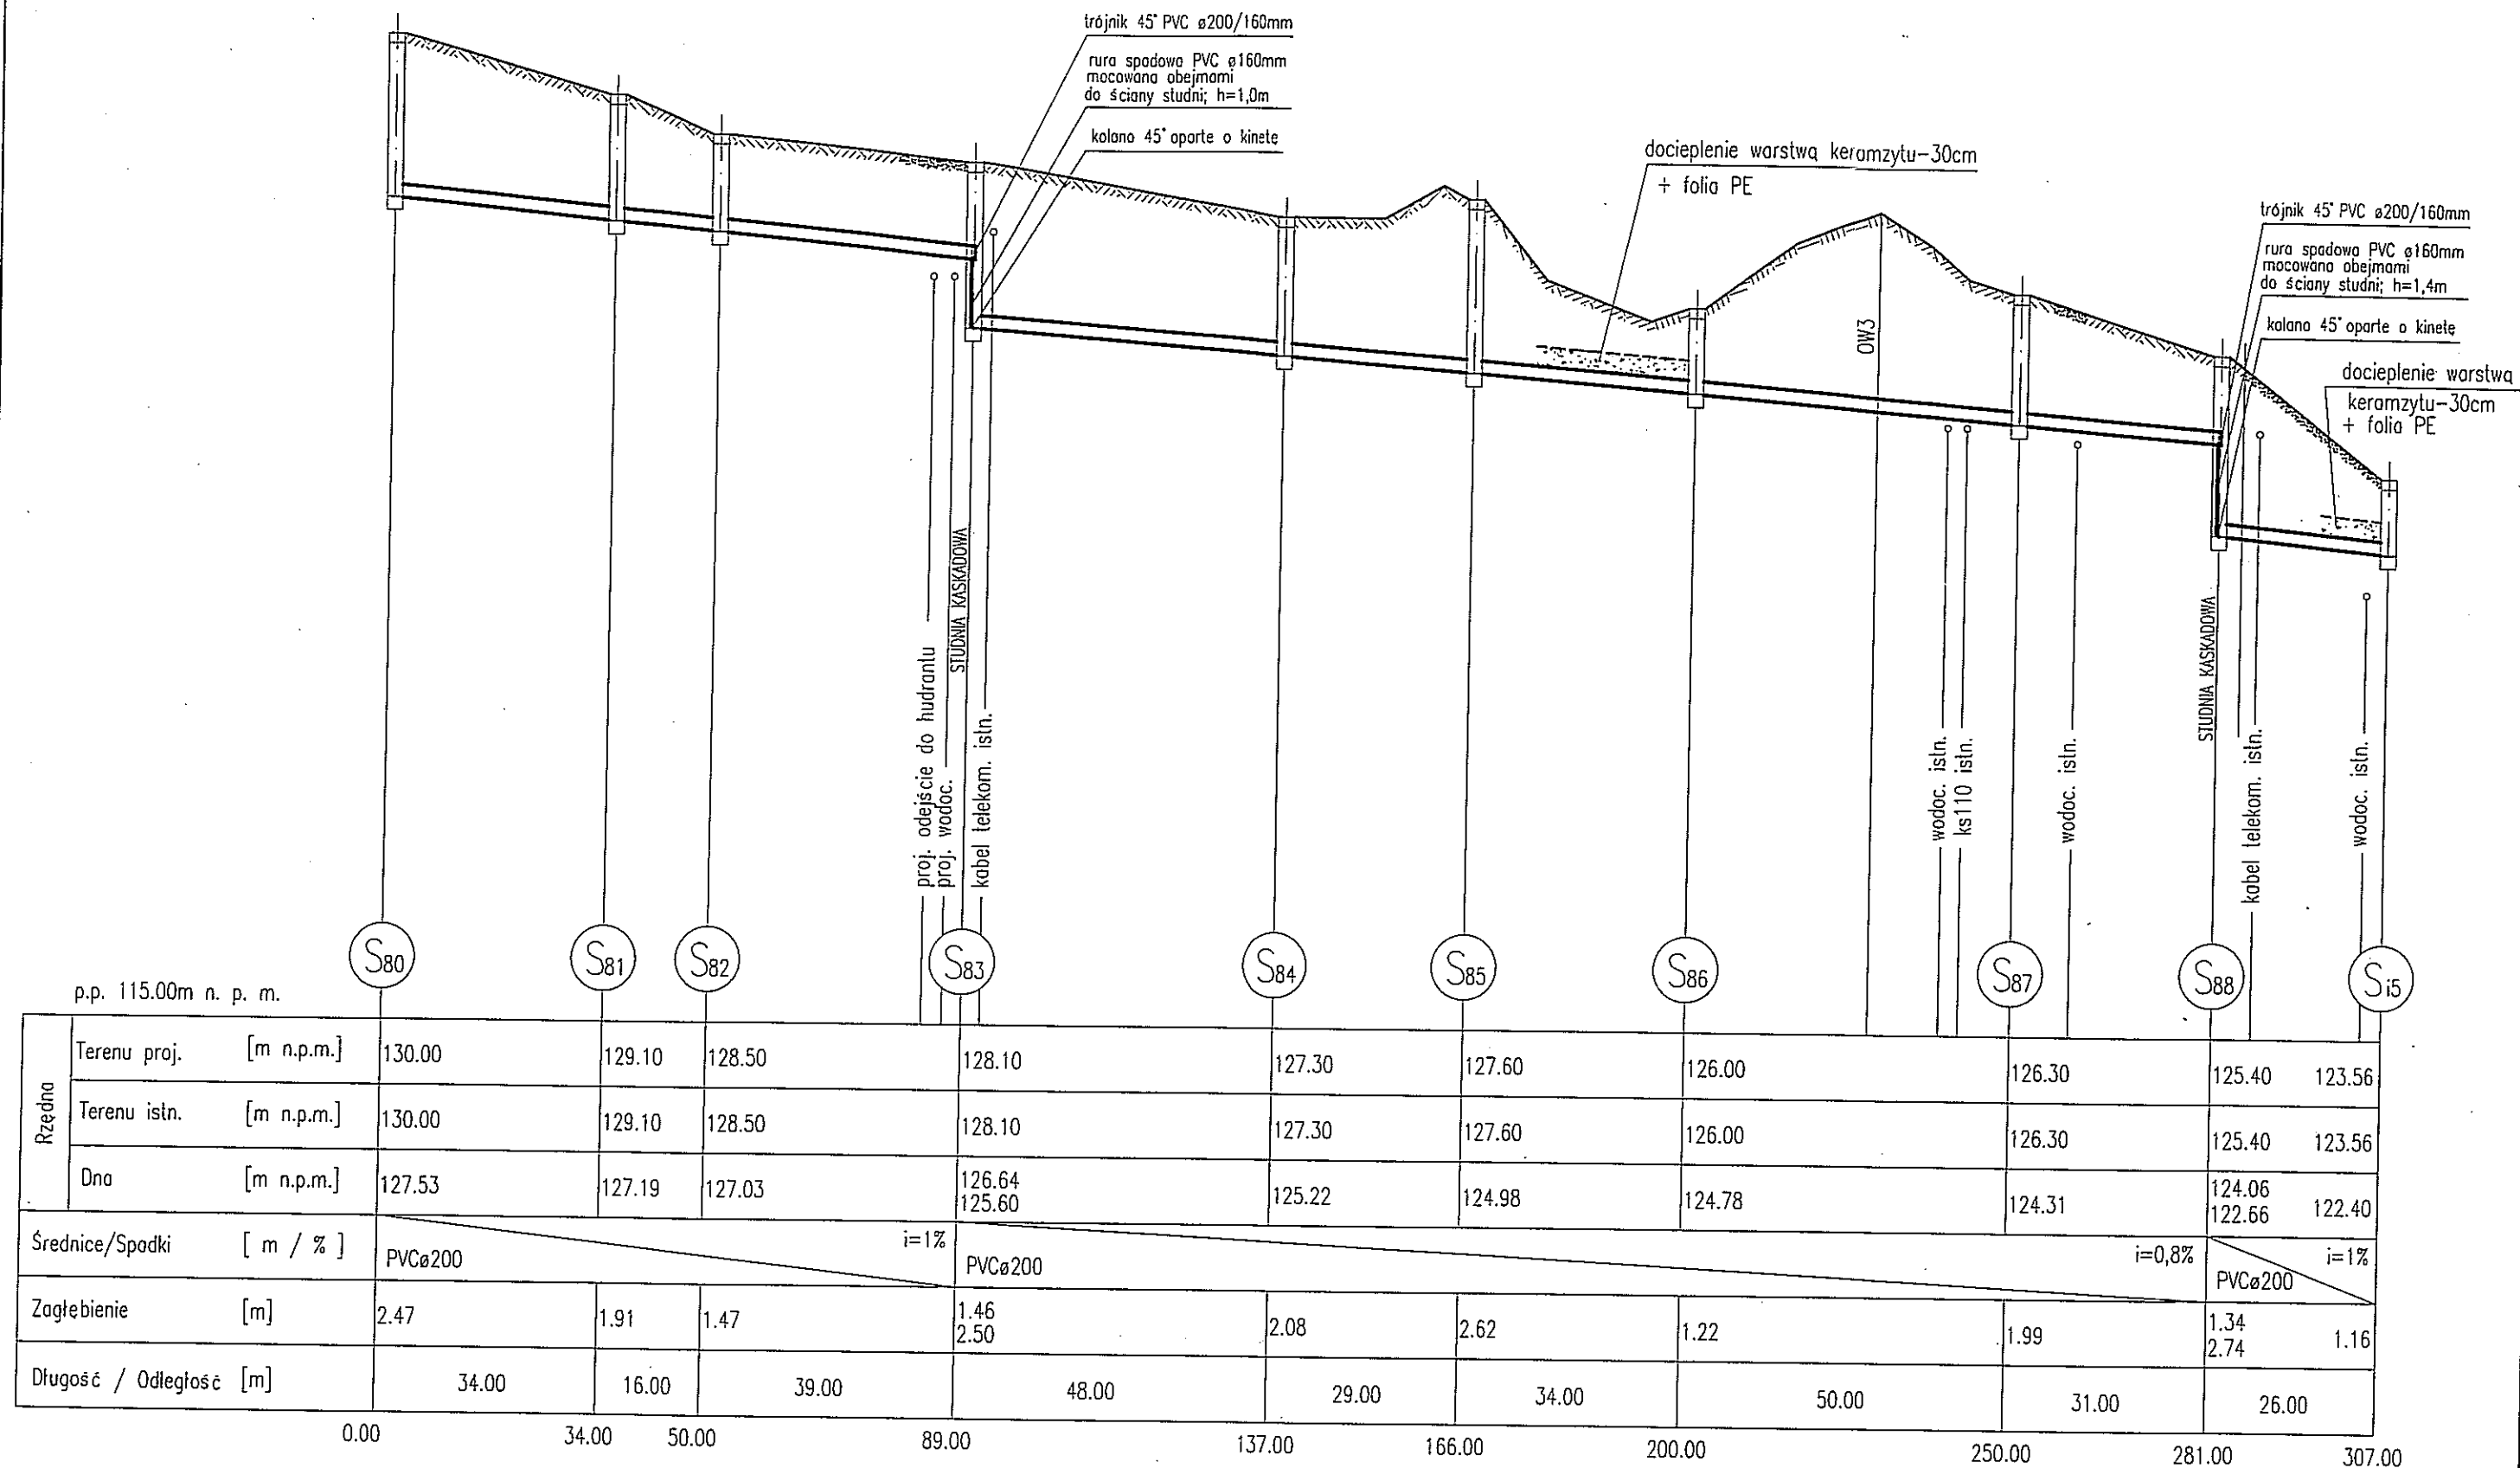 trójnik 45° PVC ø200/160mm
rura spadowa PVC ø160mm
mocowana obejmami
do ściany studni; h=1,0m
kolano 45° oparte o kinetę
docieplenie warstwą keramzytu-30cm
+ folia PE
trójnik 45° PVC ø200/160mm
rura spadowa PVC ø160mm
mocowana obejmami
do ściany studni; h=1,4m
kolano 45° oparte o kinetę
docieplenie warstwą
keramzytu-30cm
+ folia PE
OW3
proj. odejście do hudrantu
proj. wodoc.
STUDNIA KASKADOWA
kabel telekom. istn.
wodoc. istn.
ks110 istn.
wodoc. istn.
STUDNIA KASKADOWA
kabel telekom. istn.
wodoc. istn.
S80 S81 S82 S83 S84 S85 S86 S87 S88 Si5
p.p. 115.00m n. p. m.
Rzędna
Terenu proj. [m n.p.m.] 130.00 129.10 128.50 128.10 127.30 127.60 126.00 126.30 125.40 123.56
Terenu istn. [m n.p.m.] 130.00 129.10 128.50 128.10 127.30 127.60 126.00 126.30 125.40 123.56
Dna [m n.p.m.] 127.53 127.19 127.03 126.64 125.22 124.98 124.78 124.31 124.06 122.40
125.60 122.66
Średnice/Spadki [ m / % ] PVCø200 i=1% PVCø200 i=0,8% PVCø200 i=1%
Zagłębienie [m] 2.47 1.91 1.47 1.46 2.08 2.62 1.22 1.99 1.34 1.16
2.50 2.74
Długość / Odległość [m] 34.00 16.00 39.00 48.00 29.00 34.00 50.00 31.00 26.00
0.00 34.00 50.00 89.00 137.00 166.00 200.00 250.00 281.00 307.00